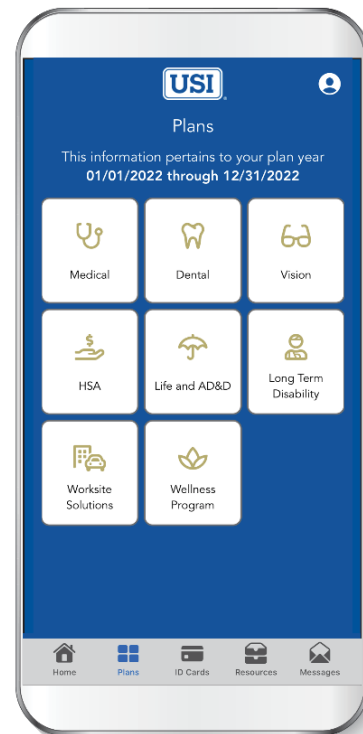 USI
Plans
This information pertains to your plan year
01/01/2022 through 12/31/2022
Medical
Dental
Vision
$
HSA
Life and AD&D
Long Term
Disability
Worksite
Solutions
Wellness
Program
Home
Plans
ID Cards
Resources
Messages